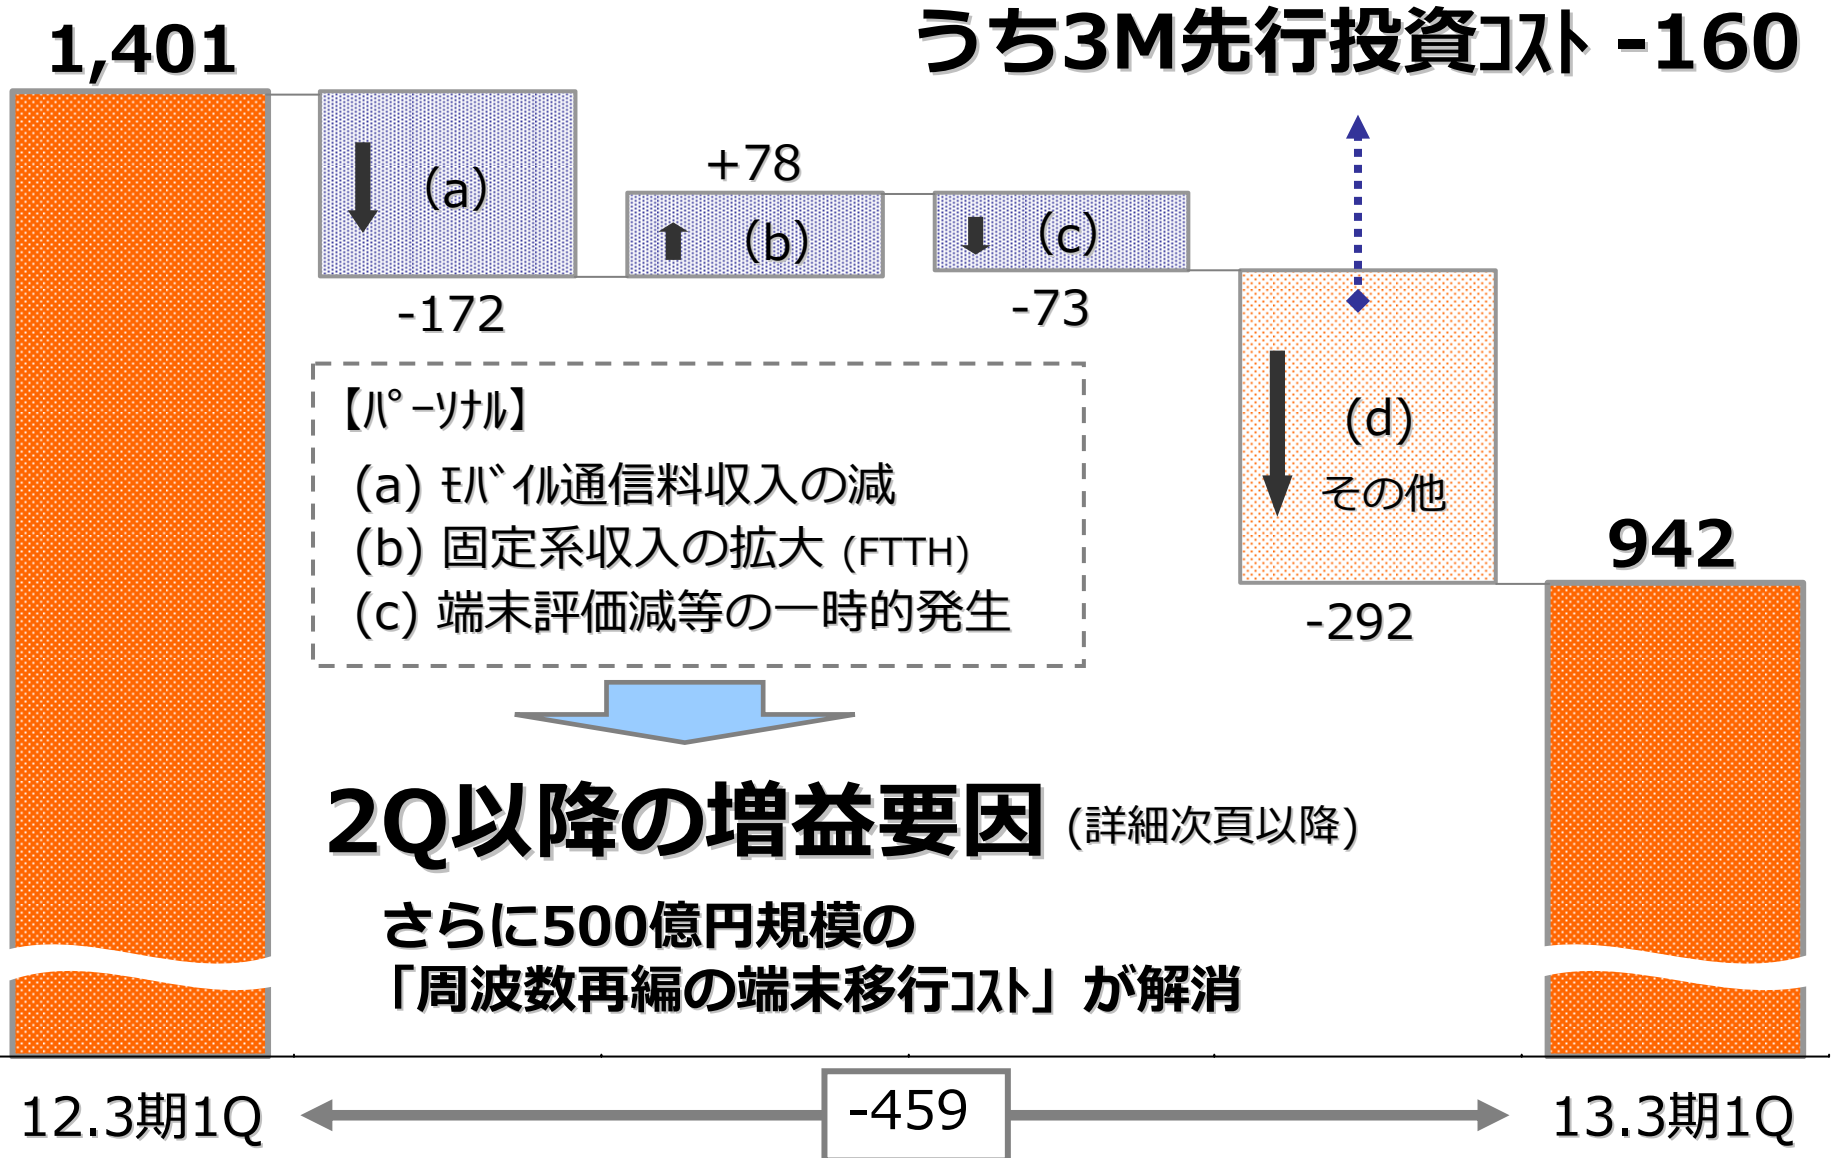 1,401
うち3M先行投資ｺｽﾄ -160
(a)
+78
(b)
(c)
-172
-73
(d)
その他
【ﾊﾟｰｿﾅﾙ】
(a) ﾓﾊﾞｲﾙ通信料収入の減
(b) 固定系収入の拡大 (FTTH)
(c) 端末評価減等の一時的発生
942
-292
2Q以降の増益要因 (詳細次頁以降)
さらに500億円規模の
「周波数再編の端末移行ｺｽﾄ」が解消
12.3期1Q
-459
13.3期1Q